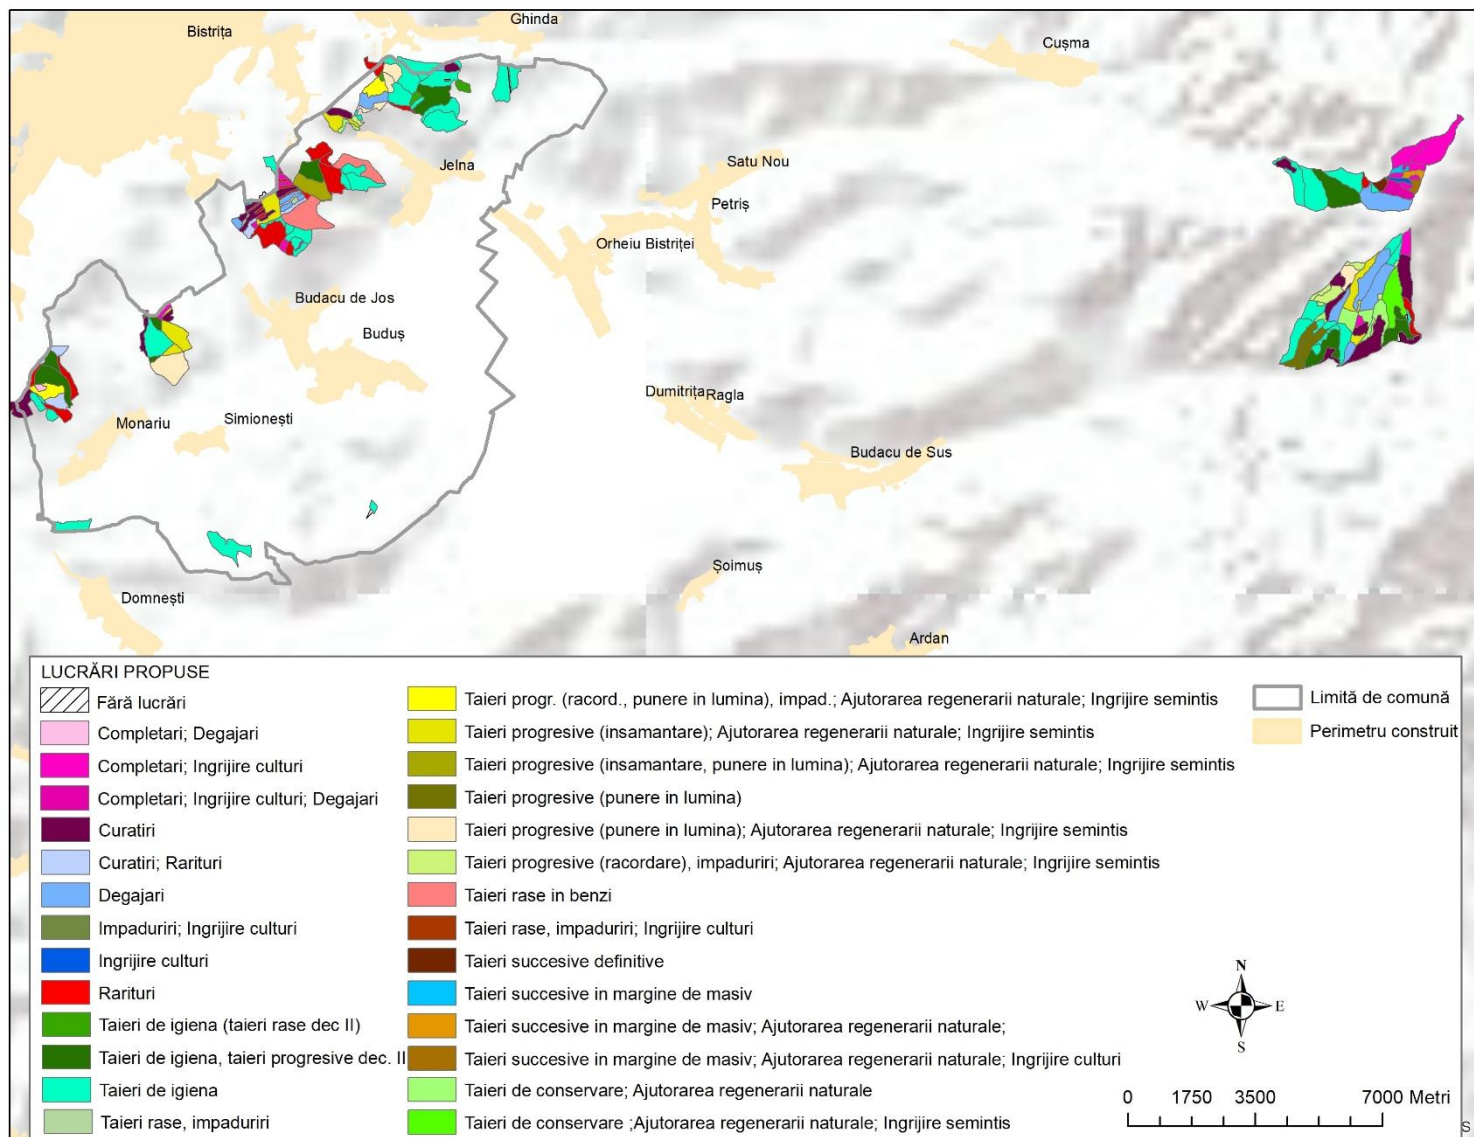 Ghinda
Bistrița
Cușma
Jelna
Satu Nou
Petriș
Orheiu Bistriței
Budacu de Jos
Buduș
Dumitrița
Ragla
Monariu
Simionești
Budacu de Sus
Șoimuș
Domnești
Ardan
LUCRĂRI PROPUSE
Fără lucrări
Completari; Degajari
Completari; Ingrijire culturi
Completari; Ingrijire culturi; Degajari
Curatiri
Curatiri; Rarituri
Degajari
Impaduriri; Ingrijire culturi
Ingrijire culturi
Rarituri
Taieri de igiena (taieri rase dec II)
Taieri de igiena, taieri progresive dec. II
Taieri de igiena
Taieri rase, impaduriri
Taieri progr. (racord., punere in lumina), impad.; Ajutorarea regenerarii naturale; Ingrijire semintis
Taieri progresive (insamantare); Ajutorarea regenerarii naturale; Ingrijire semintis
Taieri progresive (insamantare, punere in lumina); Ajutorarea regenerarii naturale; Ingrijire semintis
Taieri progresive (punere in lumina)
Taieri progresive (punere in lumina); Ajutorarea regenerarii naturale; Ingrijire semintis
Taieri progresive (racordare), impaduriri; Ajutorarea regenerarii naturale; Ingrijire semintis
Taieri rase in benzi
Taieri rase, impaduriri; Ingrijire culturi
Taieri succesive definitive
Taieri succesive in margine de masiv
Taieri succesive in margine de masiv; Ajutorarea regenerarii naturale;
Taieri succesive in margine de masiv; Ajutorarea regenerarii naturale; Ingrijire culturi
Taieri de conservare; Ajutorarea regenerarii naturale
Taieri de conservare ;Ajutorarea regenerarii naturale; Ingrijire semintis
Limită de comună
Perimetru construit
N
W E
S
0 1750 3500 7000 Metri
S